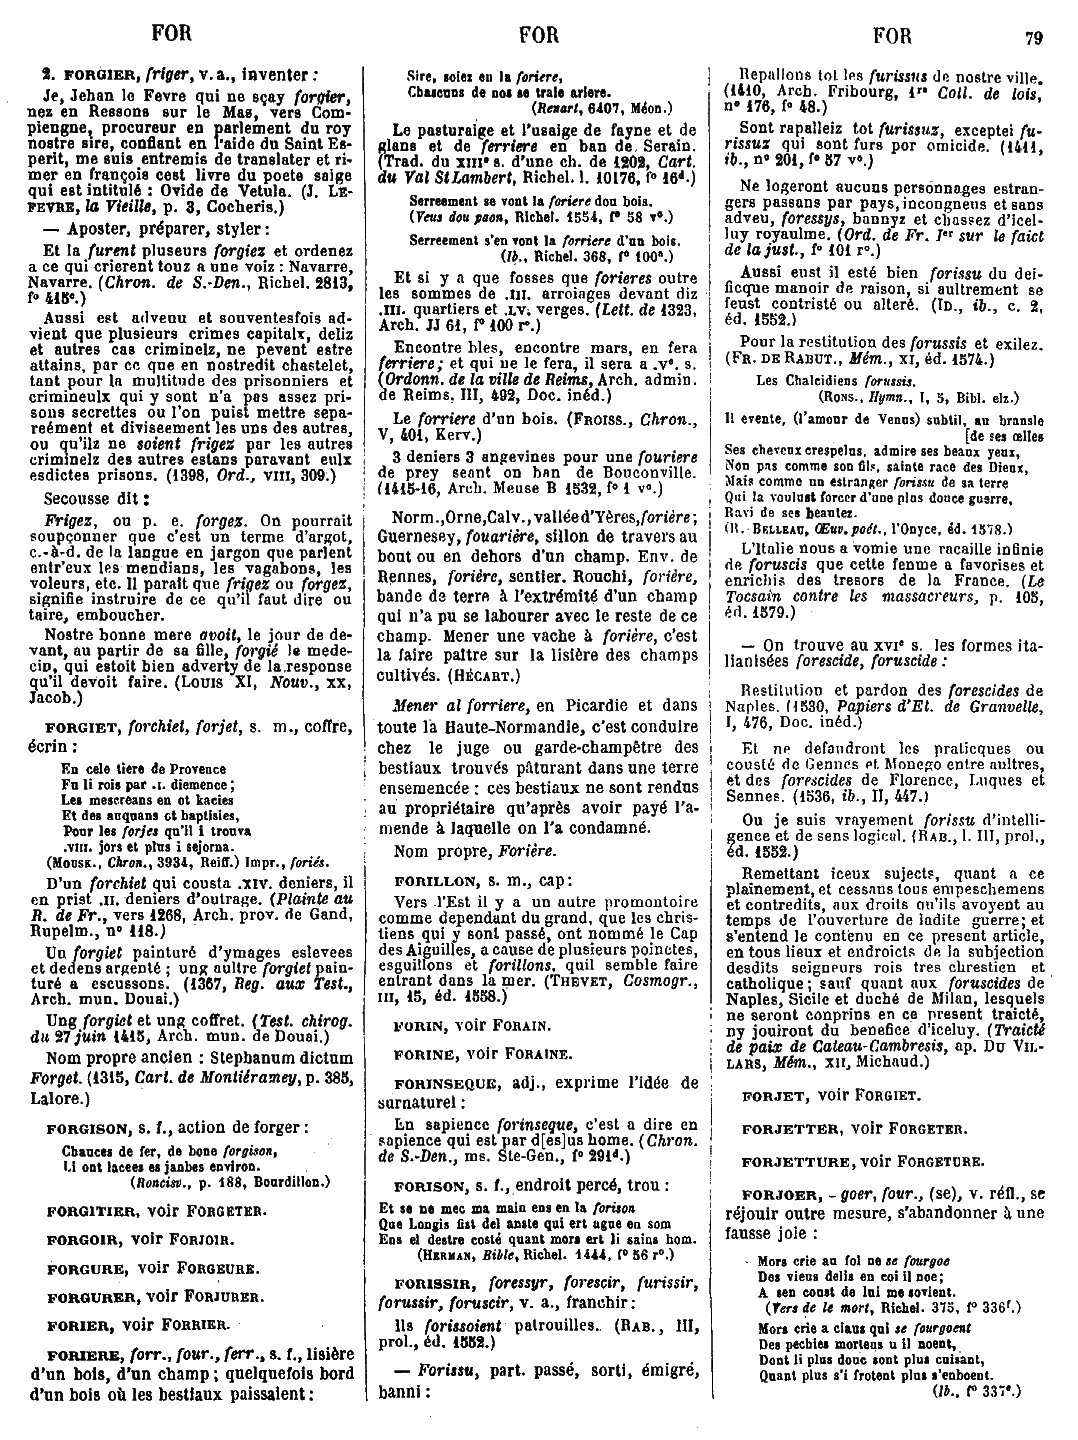 FOR
FOR
FOR
79
2. FORGIER, friger, v. a., inventer :
Je, Jehan le Fevre qui ne sçay forgier,
nez en Ressons sur le Mas, vers Com-
piengne, procureur en parlement du roy
nostre sire, confiant en l'aide du Saint Es-
perit, me suis entremis de translater et ri-
mer en françois cest livre du poete saige
qui est intitulé : Ovide de Vetula. (J. LE-
FEVRE, la Vieille, p. 3, Cocheris.)
— Aposter, préparer, styler :
Et la furent pluseurs forgiez et ordenez
a ce qui crierent touz a une voiz : Navarre,
Navarre. (Chron. de S.-Den., Richel. 2813,
f° 415c.)
Aussi est advenu et souventesfois ad-
vient que plusieurs crimes capitalx, deliz
et autres cas criminelz, ne pevent estre
attains, par ce que en nostredit chastelet,
tant pour la multitude des prisonniers et
crimineulx qui y sont n'a pas assez pri-
sons secrettes ou l'on puist mettre sepa-
reément et diviseement les uns des autres,
ou qu'ilz ne soient frigez par les autres
criminelz des autres estans paravant eulx
esdictes prisons. (1398, Ord., VIII, 309.)
Secousse dit :
Frigez, ou p. e. forgez. On pourrait
soupçonner que c'est un terme d'argot,
c.-à-d. de la langue en jargon que parlent
entr'eux les mendians, les vagabons, les
voleurs, etc. Il parait que frigez ou forgez,
signifie instruire de ce qu'il faut dire ou
taire, emboucher.
Nostre bonne mere avoit, le jour de de-
vant, au partir de sa fille, forgié le mede-
cin, qui estoit bien adverty de la response
qu'il devoit faire. (LOUIS XI, Nouv., XX,
Jacob.)
FORGIET, forchiet, forjet, s. m., coffre,
écrin :
En cele tiere de Provence
Fu li rois par .I. diemence ;
Les mescreans en ot kacies
Et des auquans et baptisies,
Pour les forjes qu'il i trouva
.VIII. jors et plus i sejorna.
(MOUSK., Chron., 3934, Reiff.) Impr., foriés.
D'un forchiet qui cousta .XIV. deniers, il
en prist .II. deniers d'outrage. (Plainte au
R. de Fr., vers 1268, Arch. prov. de Gand,
Rupelm., n° 118.)
Un forgiet painturé d'ymages eslevees
et dedens argenté ; ung aultre forgiet pain-
turé a escussons. (1367, Reg. aux Test.,
Arch. mun. Douai.)
Ung forgiet et ung coffret. (Test. chirog.
du 27 juin 1415, Arch. mun. de Douai.)
Nom propre ancien : Stephanum dictum
Forget. (1315, Cart. de Montiéramey, p. 385,
Lalore.)
FORGISON, s. f., action de forger :
Chauces de fer, de bone forgison,
Li ont lacees es janbes environ.
(Roncisv., p. 188, Bourdillon.)
FORGITIER, voir FORGETER.
FORGOIR, voir FORJOIR.
FORGURE, voir FORGEURE.
FORGURER, voir FORJURER.
FORIER, voir FORRIER.
FORIERE, forr., four., ferr., s. f., lisière
d'un bois, d'un champ ; quelquefois bord
d'un bois où les bestiaux paissaient :
Sire, soiez en la foriere,
Chascuns de nos se traie ariere.
(Renart, 6407, Méon.)
Le pasturaige et l'usaige de fayne et de
glans et de ferriere en ban de Serain.
(Trad. du XIIIe s. d'une ch. de 1202, Cart.
du Val St Lambert, Richel. l. 10176, f° 16d.)
Serreement se vont la foriere dou bois.
(Veus dou paon, Richel. 1554, f° 58 v°.)
Serreement s'en vont la forriere d'un bois.
(Ib., Richel. 368, f° 100a.)
Et si y a que fosses que forieres outre
les sommes de .III. arroiages devant diz
.III. quartiers et .LV. verges. (Lett. de 1323,
Arch. JJ 61, f° 100 r°.)
Encontre bles, encontre mars, en fera
ferriere ; et qui ne le fera, il sera a .Vc. s.
(Ordonn. de la ville de Reims, Arch. admin.
de Reims, III, 492, Doc. inéd.)
Le forriere d'un bois. (FROISS., Chron.,
V, 401, Kerv.)
3 deniers 3 angevines pour une fouriere
de prey seant on ban de Bouconville.
(1415-16, Arch. Meuse B 1532, f° 1 v°.)
Norm., Orne, Calv., vallée d'Yères, forière ;
Guernesey, fouarière, sillon de travers au
bout ou en dehors d'un champ. Env. de
Rennes, forière, sentier. Rouchi, forière,
bande de terre à l'extrémité d'un champ
qui n'a pu se labourer avec le reste de ce
champ. Mener une vache à forière, c'est
la faire paître sur la lisière des champs
cultivés. (HÉCART.)
Mener al forriere, en Picardie et dans
toute la Haute-Normandie, c'est conduire
chez le juge ou garde-champêtre des
bestiaux trouvés pâturant dans une terre
ensemencée : ces bestiaux ne sont rendus
au propriétaire qu'après avoir payé l'a-
mende à laquelle on l'a condamné.
Nom propre, Forière.
FORILLON, s. m., cap :
Vers l'Est il y a un autre promontoire
comme dependant du grand, que les chris-
tiens qui y sont passé, ont nommé le Cap
des Aiguilles, a cause de plusieurs poinctes,
esguillons et forillons, quil semble faire
entrant dans la mer. (THEVET, Cosmogr.,
III, 15, éd. 1558.)
FORIN, voir FORAIN.
FORINE, voir FORAINE.
FORINSEQUE, adj., exprime l'idée de
surnaturel :
En sapience forinseque, c'est a dire en
sapience qui est par d[es]us home. (Chron.
de S.-Den., ms. Ste-Gen., f° 291d.)
FORISON, s. f., endroit percé, trou :
Et se ne mec ma main ens en la forison
Que Longis fist del anste qui ert ague en som
Ens el destre costé quant mors ert li sains hom.
(HERMAN, Bible, Richel. 1444, f° 56 r°.)
FORISSIR, foressyr, forescir, furissir,
forussir, foruscir, v. a., franchir :
Ils forissoient patrouilles. (RAB., III,
prol., éd. 1552.)
— Forissu, part. passé, sorti, émigré,
banni :
Repallons tot les furissus de nostre ville.
(1410, Arch. Fribourg, 1re Coll. de lois,
n° 176, f° 48.)
Sont rapalleiz tot furissuz, exceptei fu-
rissuz qui sont furs por omicide. (1411,
ib., n° 201, f° 57 v°.)
Ne logeront aucuns personnages estran-
gers passans par pays, incongneus et sans
adveu, foressys, bannyz et chassez d'icel-
luy royaulme. (Ord. de Fr. Ier sur le faict
de la just., f° 101 r°.)
Aussi eust il esté bien forissu du dei-
ficque manoir de raison, si aultrement se
feust contristé ou alteré. (ID., ib., c. 2,
éd. 1552.)
Pour la restitution des forussis et exilez.
(FR. DE RABUT., Mém., XI, éd. 1574.)
Les Chalcidiens forussis.
(RONS., Hymn., I, 5, Bibl. elz.)
Il evente, (l'amour de Venus) subtil, au bransle
[de ses œlles
Ses cheveux crespelus, admire ses beaux yeux,
Non pas comme son fils, sainte race des Dieux,
Mais comme un estranger forissu de sa terre
Qui la voulust forcer d'une plus douce guerre,
Ravi de ses beautez.
(R. BELLEAU, Œuv. poét., l'Onyce, éd. 1578.)
L'Italie nous a vomie une racaille infinie
de foruscis que cette femme a favorises et
enrichis des tresors de la France. (Le
Tocsain contre les massacreurs, p. 105,
éd. 1579.)
— On trouve au XVIe s. les formes ita-
lianisées forescide, foruscide :
Restitution et pardon des forescides de
Naples. (1530, Papiers d'Et. de Granvelle,
I, 476, Doc. inéd.)
Et ne defaudront les praticques ou
cousté de Gennes et Monego entre aultres,
et des forescides de Florence, Luques et
Sennes. (1536, ib., II, 447.)
Ou je suis vrayement forissu d'intelli-
gence et de sens logical. (RAB., l. III, prol.,
éd. 1552.)
Remettant iceux sujects, quant a ce
plainement, et cessans tous empeschemens
et contredits, aux droits qu'ils avoyent au
temps de l'ouverture de ladite guerre ; et
s'entend le contenu en ce present article,
en tous lieux et endroicts de la subjection
desdits seigneurs rois tres chrestien et
catholique ; sauf quant aux foruscides de
Naples, Sicile et duché de Milan, lesquels
ne seront conprins en ce present traicté,
ny jouiront du benefice d'iceluy. (Traicté
de paix de Cateau-Cambresis, ap. DU VIL-
LARS, Mém., XII, Michaud.)
FORJET, voir FORGIET.
FORJETTER, voir FORGETER.
FORJETTURE, voir FORGETURE.
FORJOER, - goer, four., (se), v. réfl., se
réjouir outre mesure, s'abandonner à une
fausse joie :
Mors crie au fol ne se fourgoe
Des viens dells en coi il noe ;
A sen coust de lui me sovient.
(Vers de le mort, Richel. 375, f° 336f.)
Mors crie a ciaus qui se fourgoent
Des pechies morteus u il noent,
Dont li plus douc sont plus cuisant,
Quant plus s'i frotent plus s'enboent.
(Ib., f° 337e.)